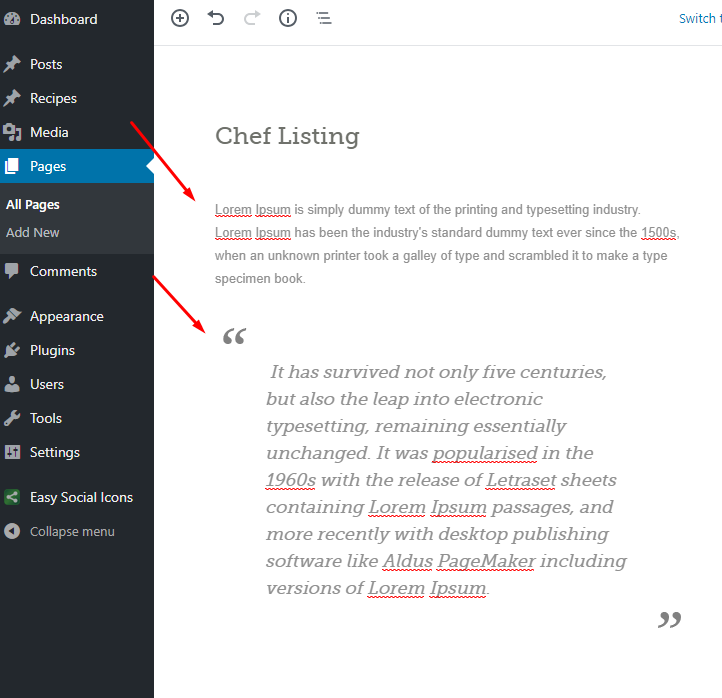 Dashboard
Posts
Recipes
Media
Pages
All Pages
Add New
Comments
Appearance
Plugins
Users
Tools
Settings
Easy Social Icons
Collapse menu
Switch t
Chef Listing
Lorem Ipsum is simply dummy text of the printing and typesetting industry.
Lorem Ipsum has been the industry's standard dummy text ever since the 1500s,
when an unknown printer took a galley of type and scrambled it to make a type
specimen book.
“
It has survived not only five centuries,
but also the leap into electronic
typesetting, remaining essentially
unchanged. It was popularised in the
1960s with the release of Letraset sheets
containing Lorem Ipsum passages, and
more recently with desktop publishing
software like Aldus PageMaker including
versions of Lorem Ipsum.
”